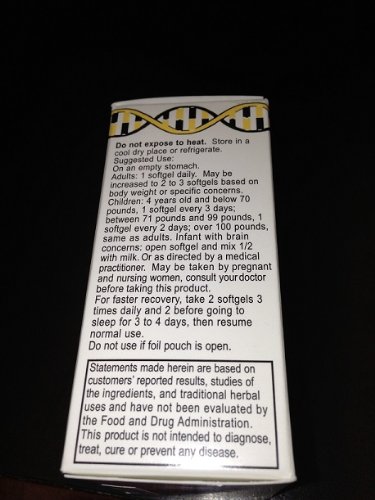 Do not expose to heat. Store in a
cool dry place or refrigerate.
Suggested Use:
On an empty stomach.
Adults: 1 softgel daily. May be
increased to 2 to 3 softgels based on
body weight or specific concerns.
Children: 4 years old and below 70
pounds, 1 softgel every 3 days;
between 71 pounds and 99 pounds, 1
softgel every 2 days; over 100 pounds,
same as adults. Infant with brain
concerns: open softgel and mix 1/2
with milk. Or as directed by a medical
practitioner. May be taken by pregnant
and nursing women, consult your doctor
before taking this product.
For faster recovery, take 2 softgels 3
times daily and 2 before going to
sleep for 3 to 4 days, then resume
normal use.
Do not use if foil pouch is open.
Statements made herein are based on
customers' reported results, studies of
the ingredients, and traditional herbal
uses and have not been evaluated by
the Food and Drug Administration.
This product is not intended to diagnose,
treat, cure or prevent any disease.